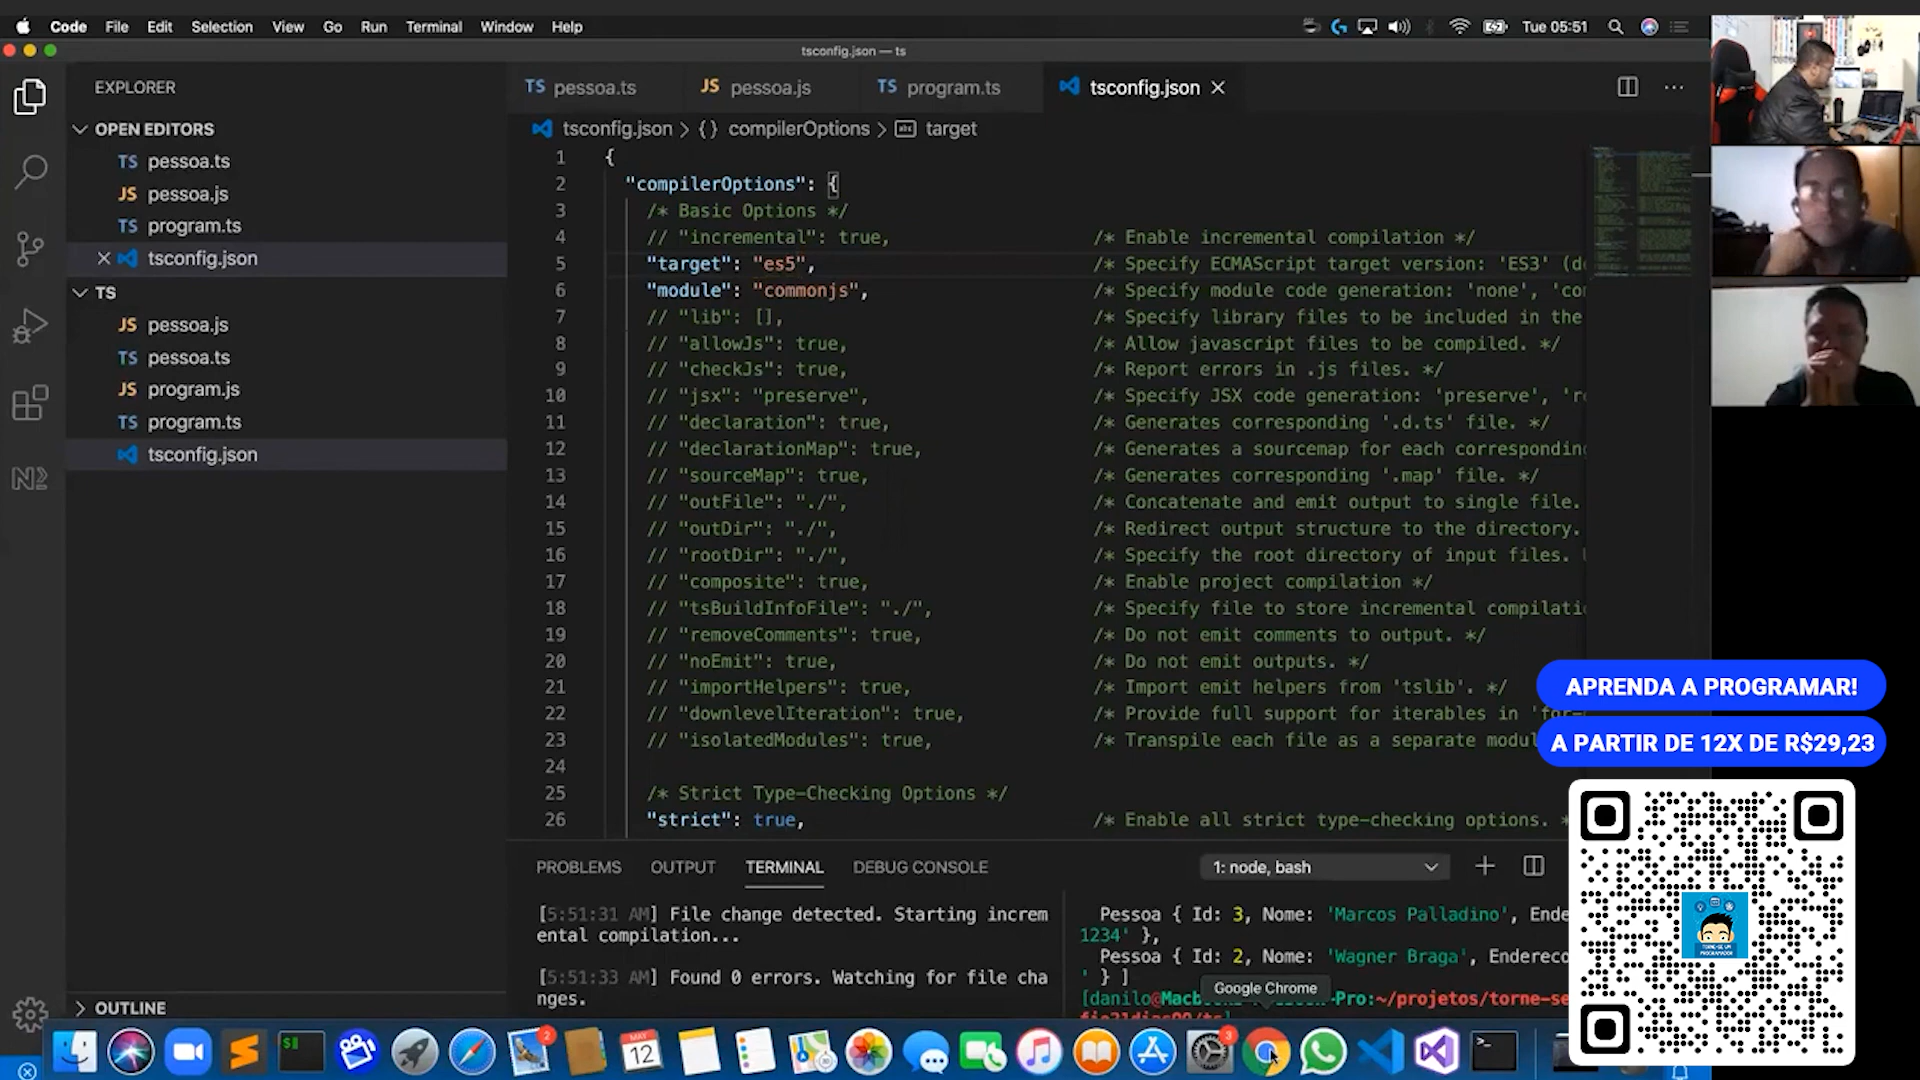 Code File Edit Selection View Go Run Terminal Window Help
Tue 05:51
tsconfig.json — ts
EXPLORER
OPEN EDITORS
TS pessoa.ts
JS pessoa.js
TS program.ts
tsconfig.json
TS
JS pessoa.js
TS pessoa.ts
JS program.js
TS program.ts
tsconfig.json
OUTLINE
TS pessoa.ts
JS pessoa.js
TS program.ts
tsconfig.json
tsconfig.json > {} compilerOptions > abc target
1 {
2 "compilerOptions": {
3 /* Basic Options */
4 // "incremental": true, /* Enable incremental compilation */
5 "target": "es5", /* Specify ECMAScript target version: 'ES3' (d
6 "module": "commonjs", /* Specify module code generation: 'none', 'co
7 // "lib": [], /* Specify library files to be included in the
8 // "allowJs": true, /* Allow javascript files to be compiled. */
9 // "checkJs": true, /* Report errors in .js files. */
10 // "jsx": "preserve", /* Specify JSX code generation: 'preserve', 'r
11 // "declaration": true, /* Generates corresponding '.d.ts' file. */
12 // "declarationMap": true, /* Generates a sourcemap for each corresponding
13 // "sourceMap": true, /* Generates corresponding '.map' file. */
14 // "outFile": "./", /* Concatenate and emit output to single file.
15 // "outDir": "./", /* Redirect output structure to the directory.
16 // "rootDir": "./", /* Specify the root directory of input files.
17 // "composite": true, /* Enable project compilation */
18 // "tsBuildInfoFile": "./", /* Specify file to store incremental compilati
19 // "removeComments": true, /* Do not emit comments to output. */
20 // "noEmit": true, /* Do not emit outputs. */
21 // "importHelpers": true, /* Import emit helpers from 'tslib'. */
22 // "downlevelIteration": true, /* Provide full support for iterables in 'for-
23 // "isolatedModules": true, /* Transpile each file as a separate modul
24
25 /* Strict Type-Checking Options */
26 "strict": true, /* Enable all strict type-checking options. *
PROBLEMS OUTPUT TERMINAL DEBUG CONSOLE
1: node, bash
[5:51:31 AM] File change detected. Starting increm
ental compilation...
[5:51:33 AM] Found 0 errors. Watching for file cha
nges.
Pessoa { Id: 3, Nome: 'Marcos Palladino', Ende
1234' },
Pessoa { Id: 2, Nome: 'Wagner Braga', Endereco
' } ]
Google Chrome
[danilo@Macb Pro:~/projetos/torne-se
APRENDA A PROGRAMAR!
A PARTIR DE 12X DE R$29,23
TORNE-SE UM
PROGRAMADOR
MAY
12
2
3